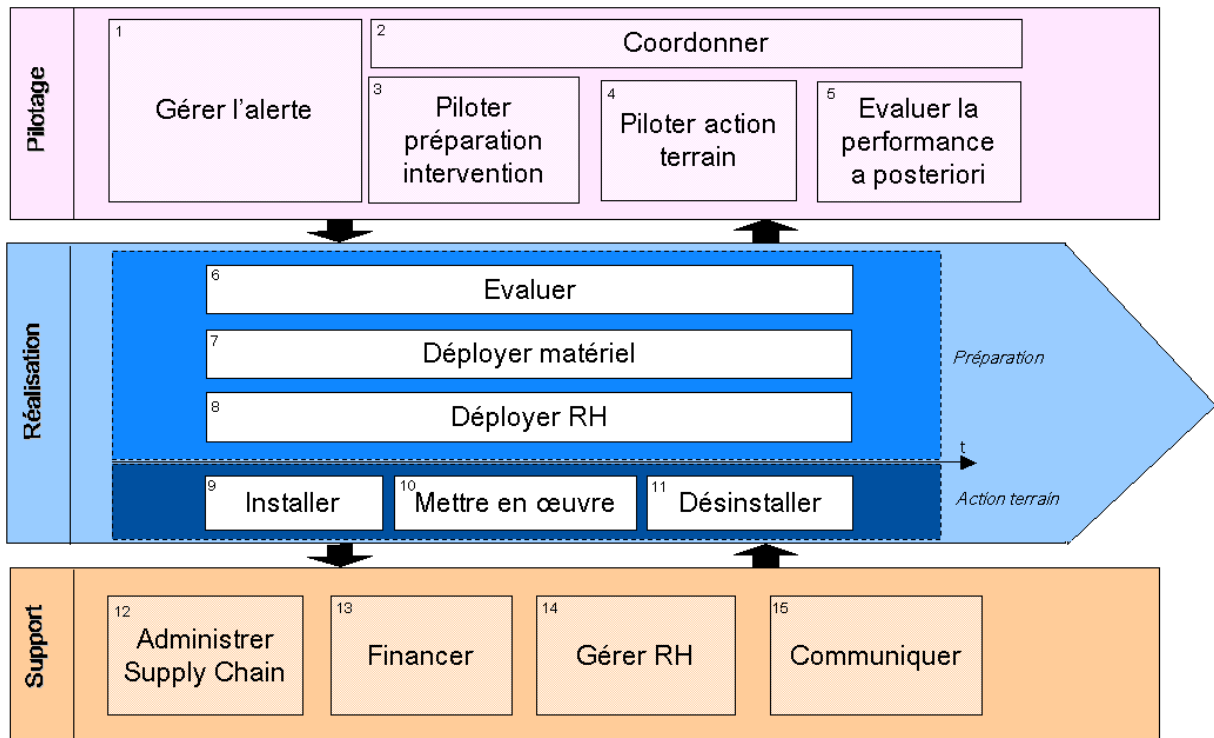 Pilotage
1
Gérer l'alerte
2
Coordonner
3
Piloter
préparation
intervention
4
Piloter action
terrain
5
Evaluer la
performance
a posteriori
Réalisation
6
Evaluer
7
Déployer matériel
8
Déployer RH
Préparation
t
9
Installer
10
Mettre en œuvre
11
Désinstaller
Action terrain
Support
12
Administrer
Supply Chain
13
Financer
14
Gérer RH
15
Communiquer